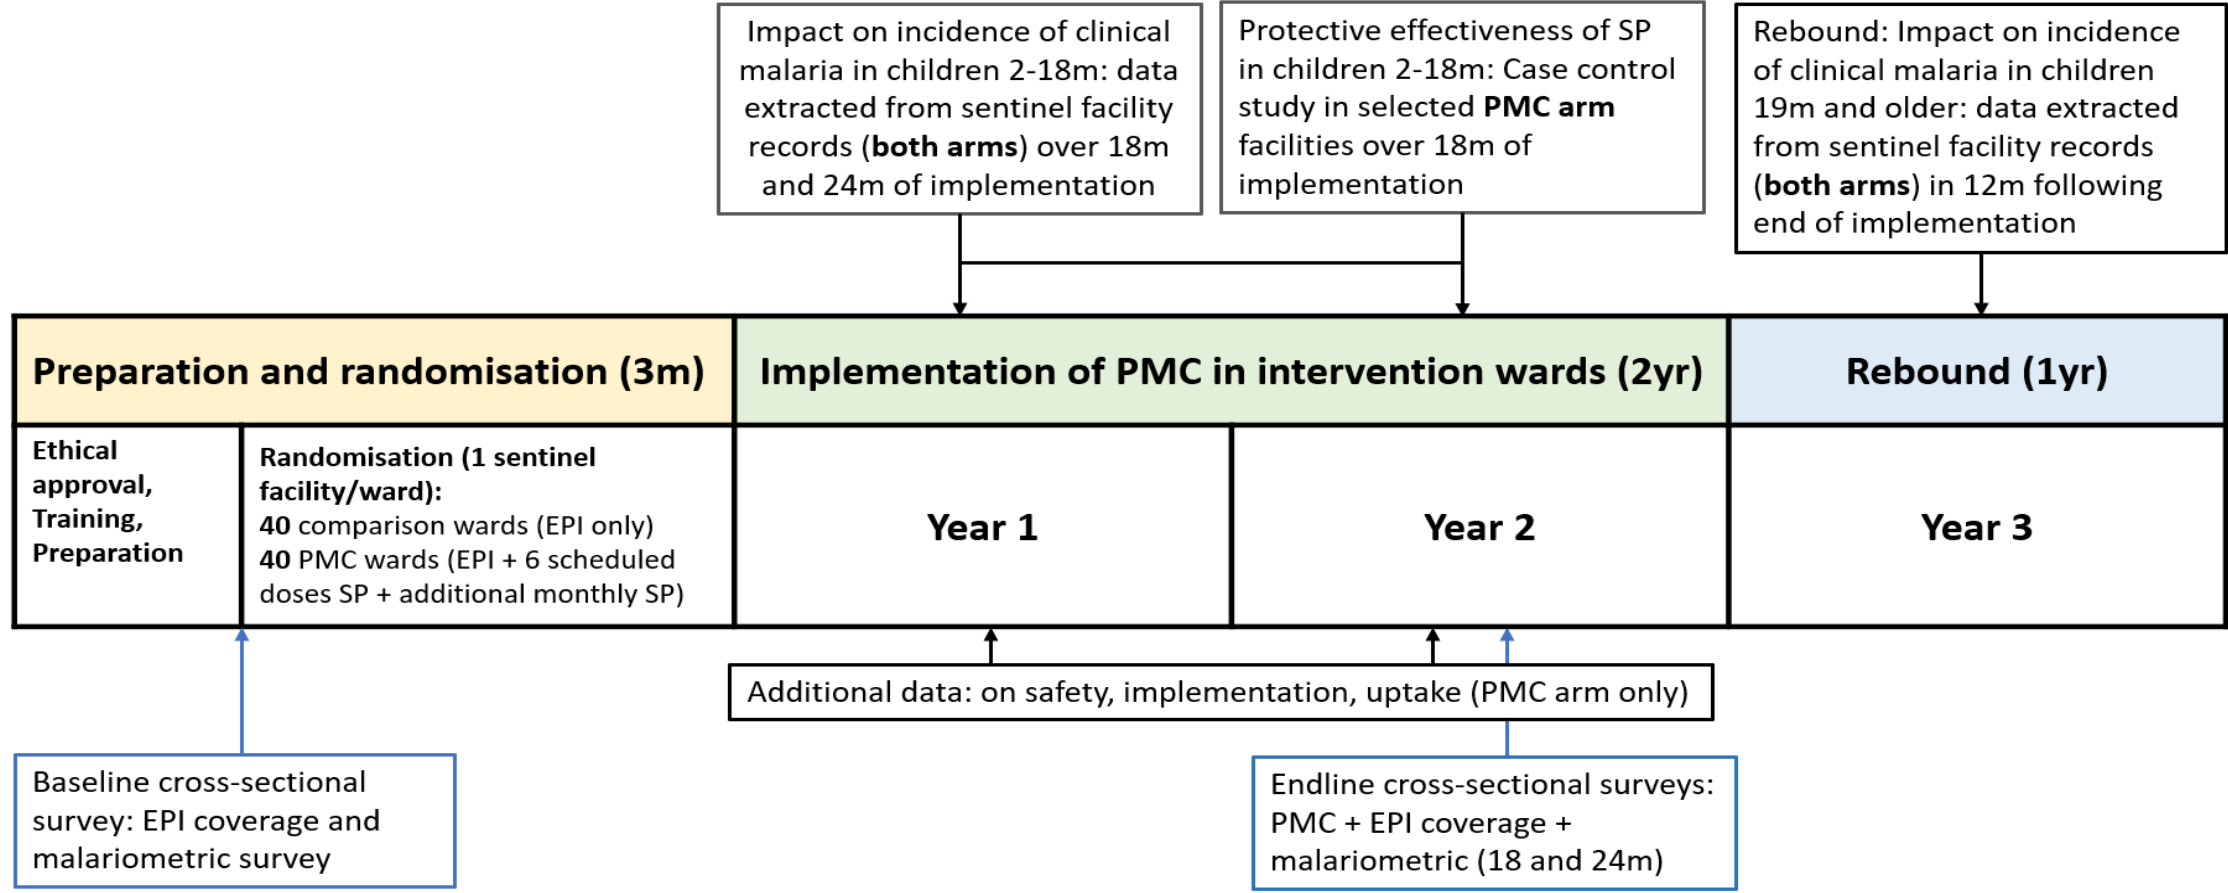 Impact on incidence of clinical
malaria in children 2-18m: data
extracted from sentinel facility
records (both arms) over 18m
and 24m of implementation
Protective effectiveness of SP
in children 2-18m: Case control
study in selected PMC arm
facilities over 18m of
implementation
Rebound: Impact on incidence
of clinical malaria in children
19m and older: data extracted
from sentinel facility records
(both arms) in 12m following
end of implementation
Preparation and randomisation (3m)
Implementation of PMC in intervention wards (2yr)
Rebound (1yr)
Ethical
approval,
Training,
Preparation
Randomisation (1 sentinel
facility/ward):
40 comparison wards (EPI only)
40 PMC wards (EPI + 6 scheduled
doses SP + additional monthly SP)
Year 1
Year 2
Year 3
Additional data: on safety, implementation, uptake (PMC arm only)
Baseline cross-sectional
survey: EPI coverage and
malariometric survey
Endline cross-sectional surveys:
PMC + EPI coverage +
malariometric (18 and 24m)